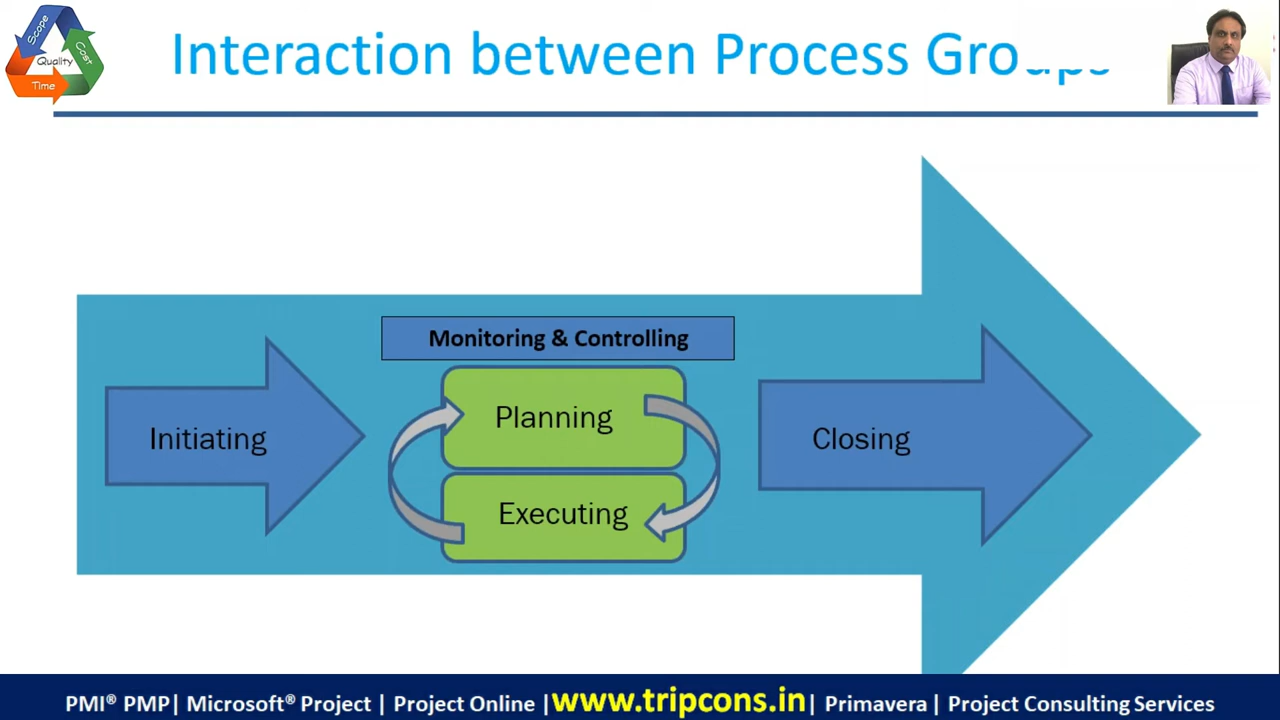 Scope
Cost
Quality
Time
Interaction between Process Groups
Monitoring & Controlling
Planning
Initiating
Closing
Executing
PMI® PMP| Microsoft® Project | Project Online |www.tripcons.in| Primavera | Project Consulting Services